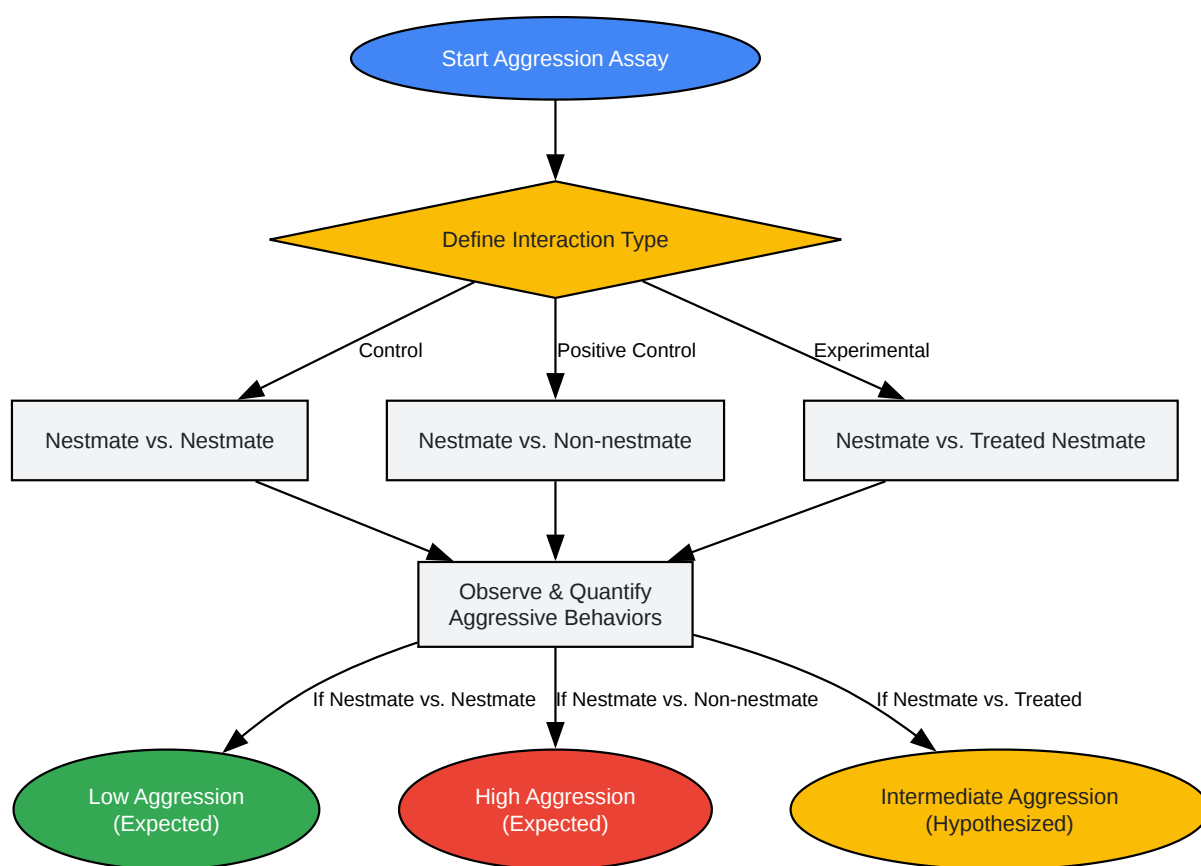 Start Aggression Assay
Define Interaction Type
Control
Positive Control
Experimental
Nestmate vs. Nestmate
Nestmate vs. Non-nestmate
Nestmate vs. Treated Nestmate
Observe & Quantify
Aggressive Behaviors
If Nestmate vs. Nestmate
If Nestmate vs. Non-nestmate
If Nestmate vs. Treated
Low Aggression
(Expected)
High Aggression
(Expected)
Intermediate Aggression
(Hypothesized)